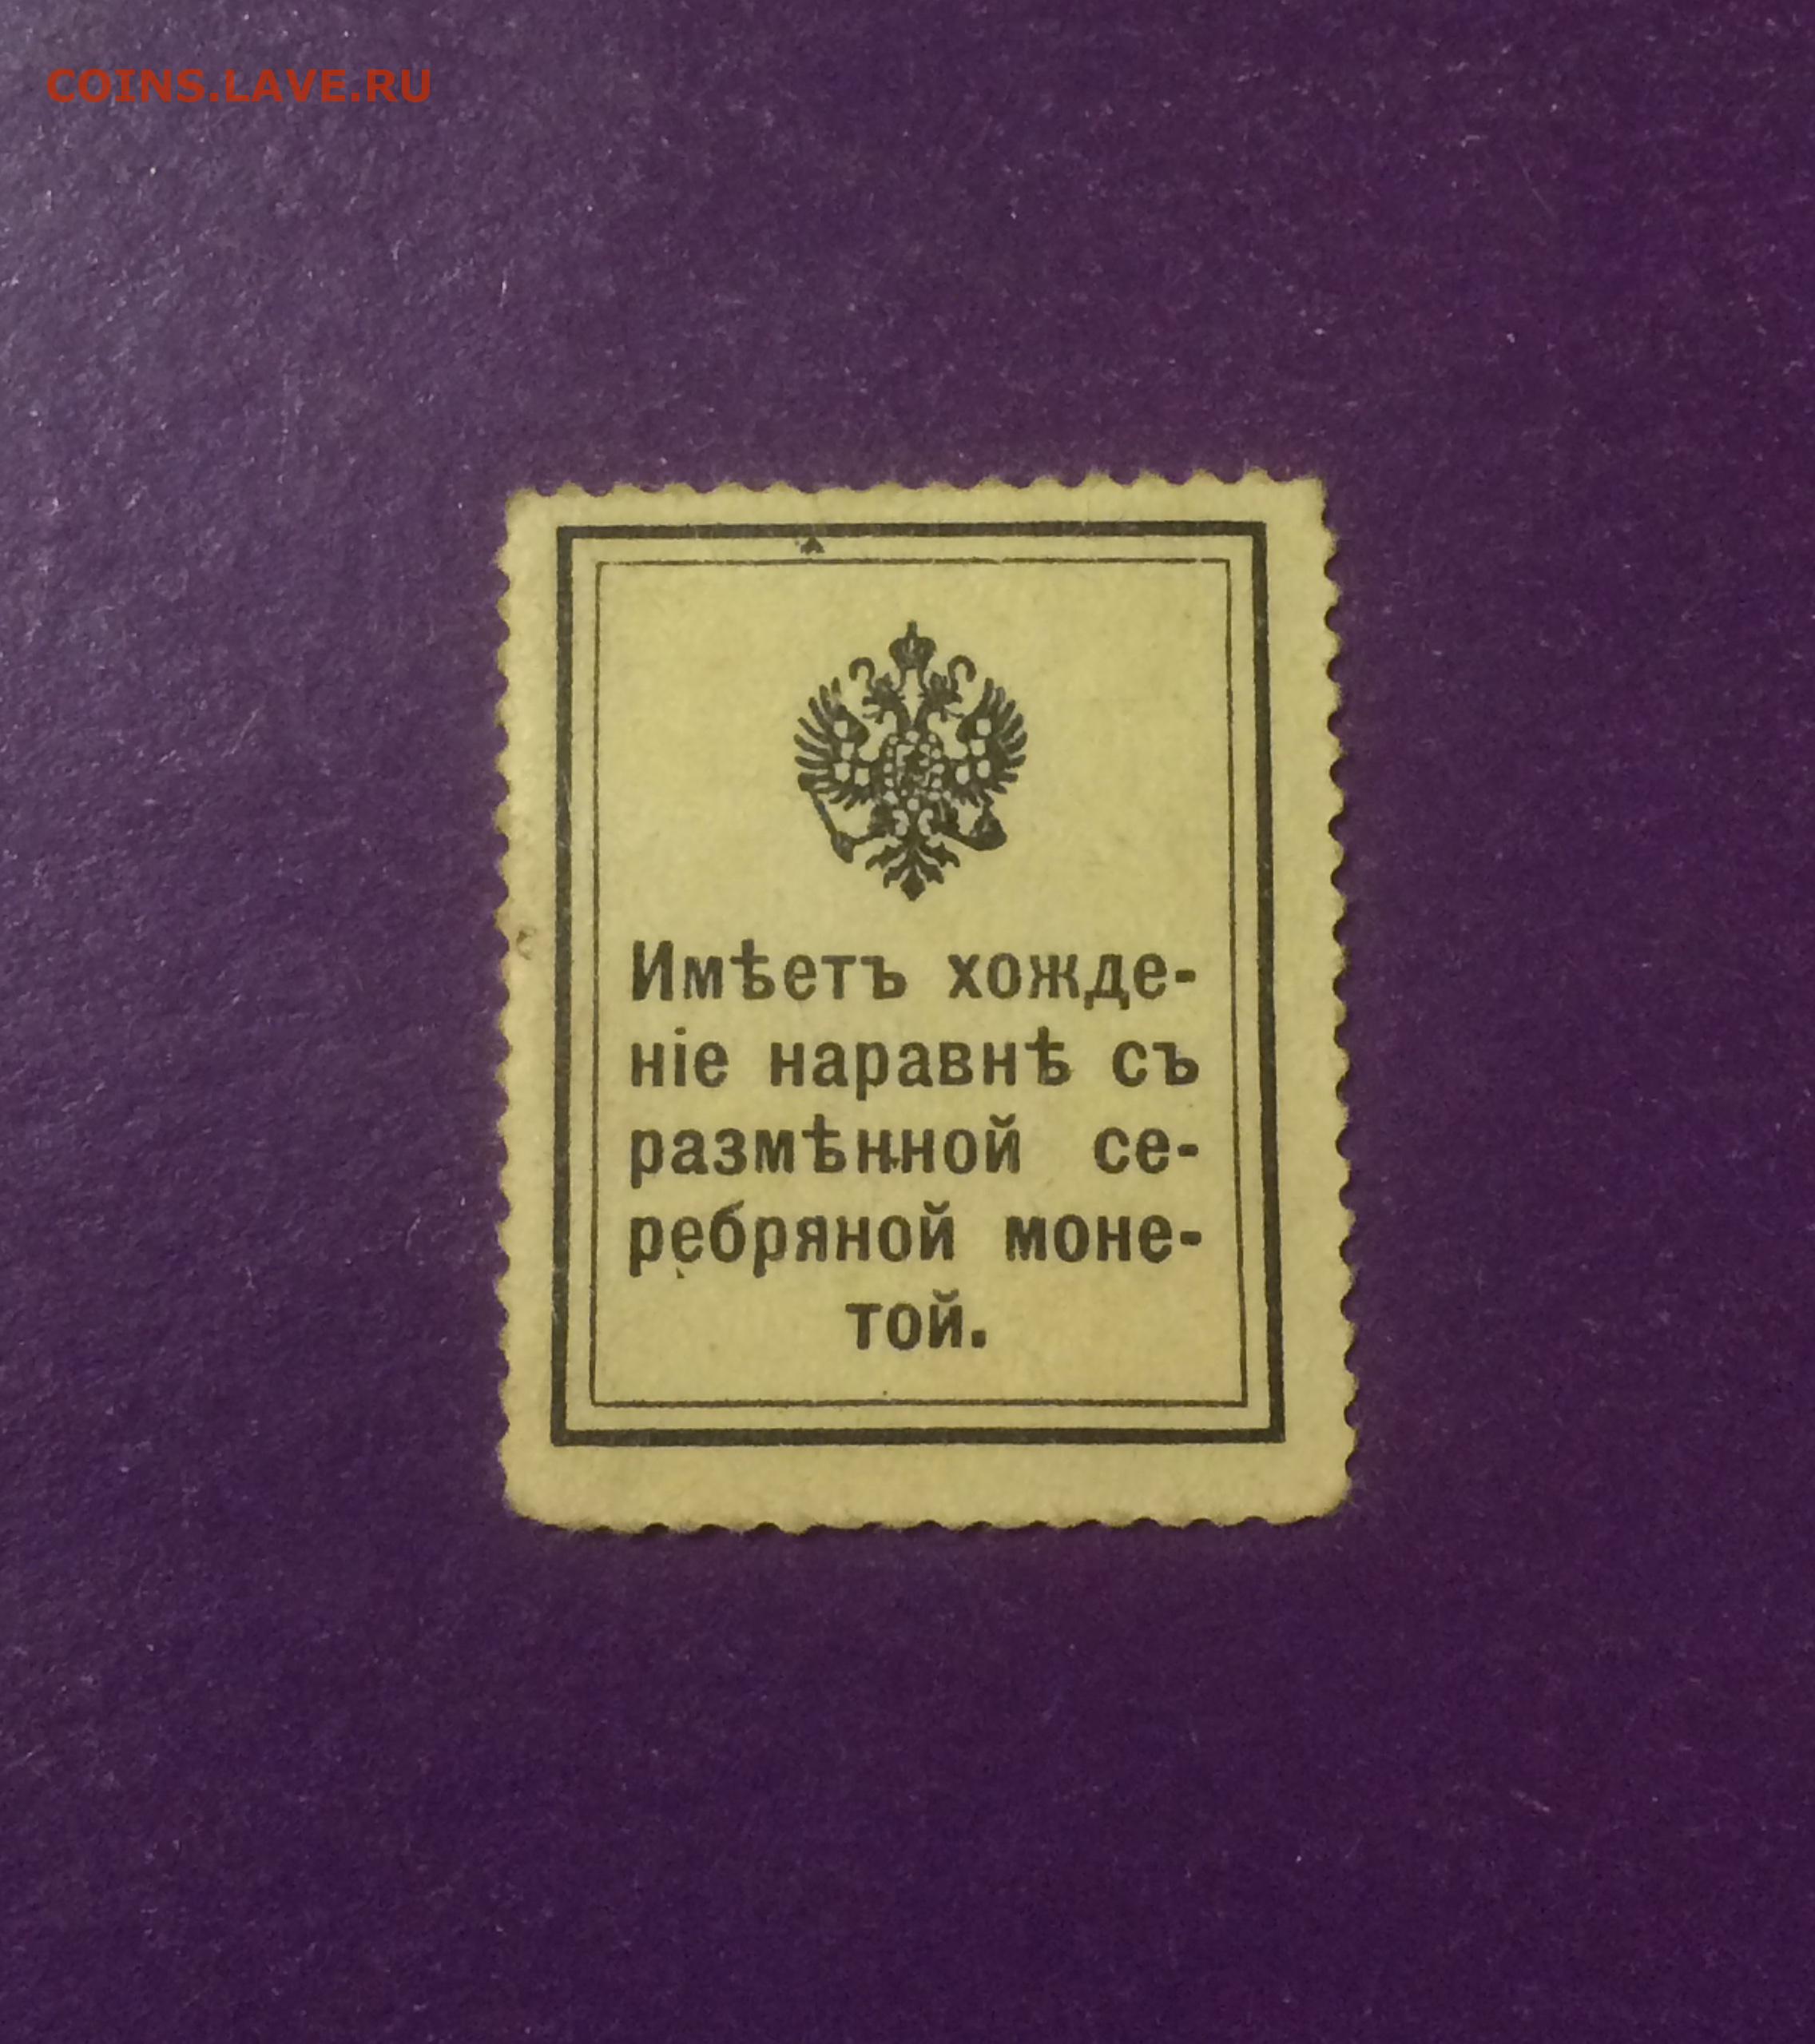 COINS.LAVE.RU
Имѣетъ хожде-
ніе наравнѣ съ
размѣнной се-
ребряной моне-
той.